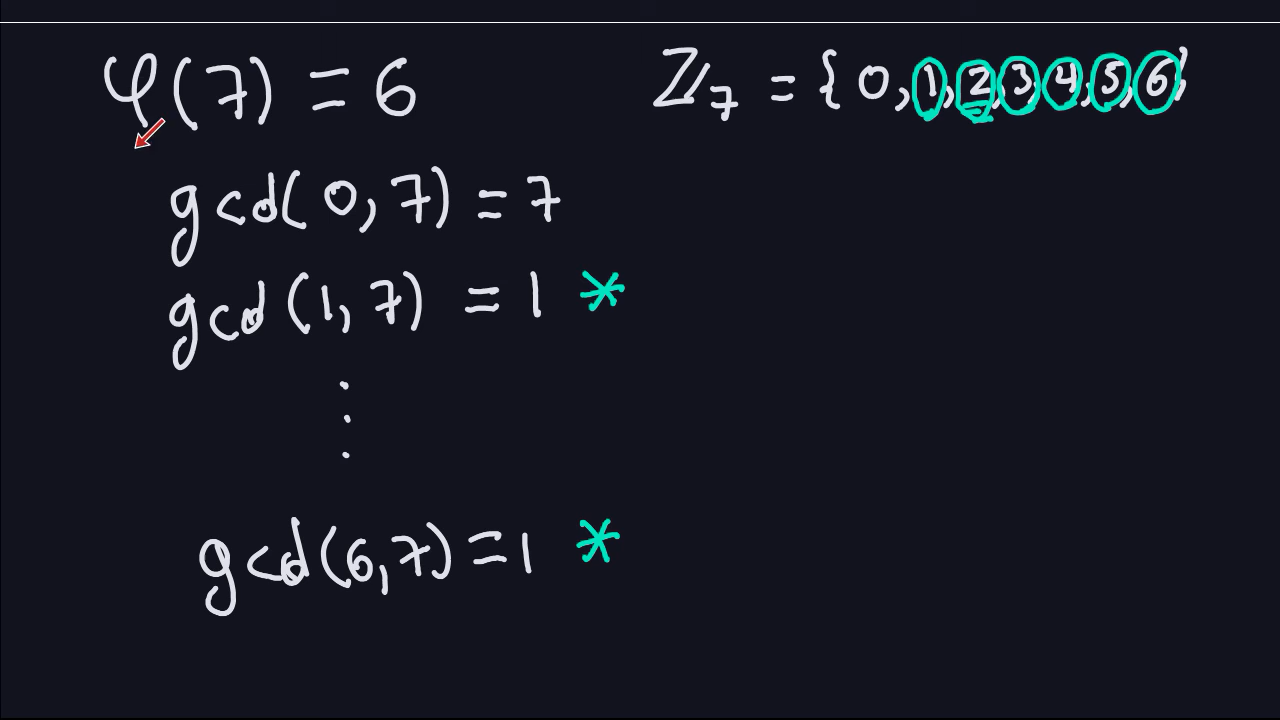 φ(7) = 6
ℤ₇ = {0, 1, 2, 3, 4, 5, 6}
gcd(0, 7) = 7
gcd(1, 7) = 1 *
⋮
gcd(6, 7) = 1 *